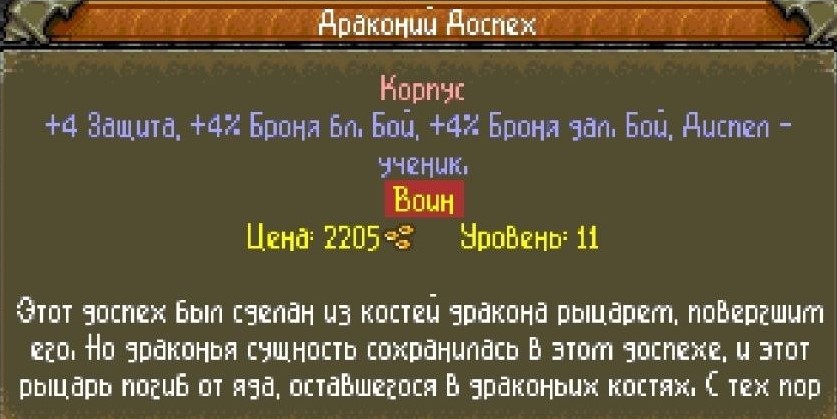 Драконий Доспех
Корпус
+4 Защита, +4% Броня бл. Бой, +4% Броня дал. Бой, Диспел -
ученик.
Воин
Цена: 2205 Уровень: 11
Этот доспех был сделан из костей дракона рыцарем, повергшим
его. Но драконья сущность сохранилась в этом доспехе, и этот
рыцарь погиб от яда, оставшегося в драконьих костях. С тех пор